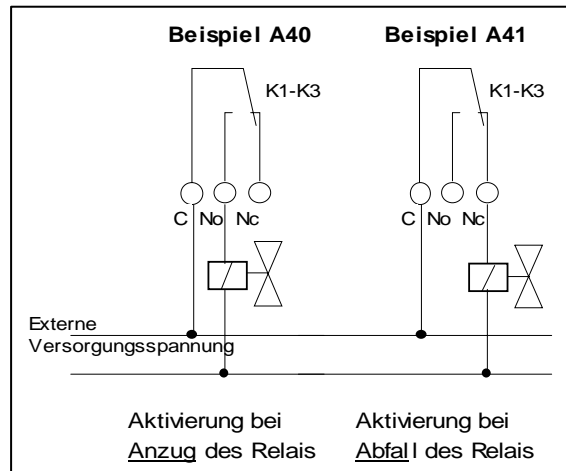 Beispiel A40 Beispiel A41
K1-K3 K1-K3
C No Nc C No Nc
Externe
Versorgungsspannung
Aktivierung bei Aktivierung bei
Anzug des Relais Abfall des Relais